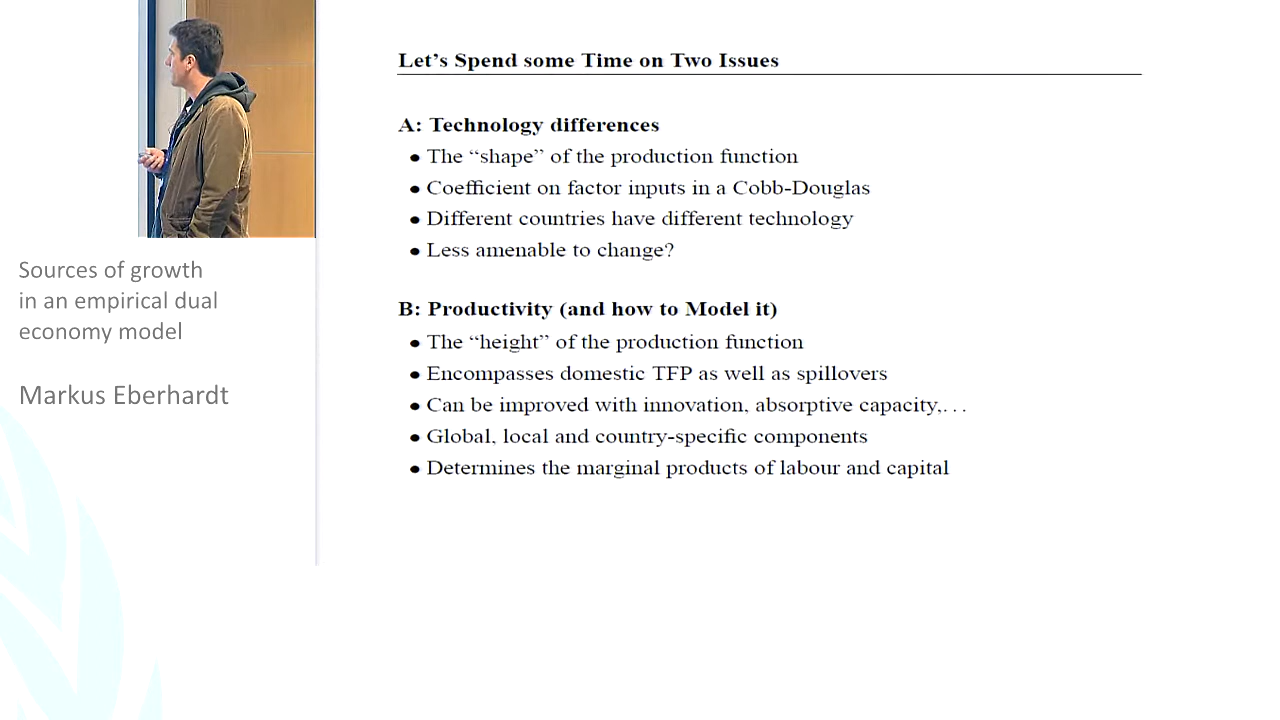 Let's Spend some Time on Two Issues
A: Technology differences
• The “shape” of the production function
• Coefficient on factor inputs in a Cobb-Douglas
• Different countries have different technology
• Less amenable to change?
B: Productivity (and how to Model it)
• The “height” of the production function
• Encompasses domestic TFP as well as spillovers
• Can be improved with innovation, absorptive capacity,...
• Global, local and country-specific components
• Determines the marginal products of labour and capital
Sources of growth
in an empirical dual
economy model
Markus Eberhardt